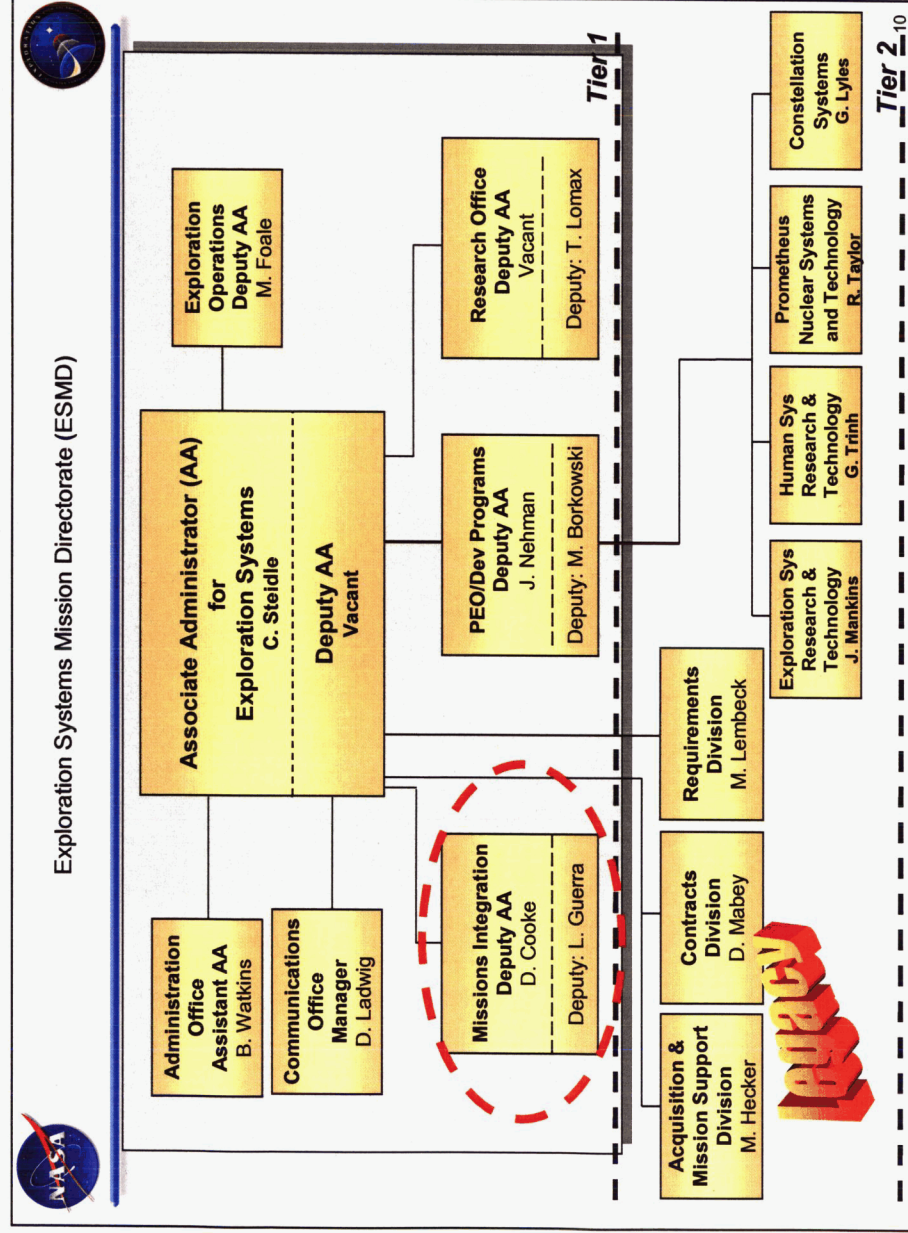 Exploration Systems Mission Directorate (ESMD)
NASA
Associate Administrator (AA)
for
Exploration Systems
C. Steidle
Deputy AA
Vacant
Exploration
Operations
Deputy AA
M. Foale
Administration
Office
Assistant AA
B. Watkins
Communications
Office
Manager
D. Ladwig
Missions Integration
Deputy AA
D. Cooke
Deputy: L. Guerra
PEO/Dev Programs
Deputy AA
J. Nehman
Deputy: M. Borkowski
Research Office
Deputy AA
Vacant
Deputy: T. Lomax
Tier 1
Acquisition &
Mission Support
Division
M. Hecker
Contracts
Division
D. Mabey
Requirements
Division
M. Lembeck
Legacy
Exploration Sys
Research &
Technology
J. Mankins
Human Sys
Research &
Technology
G. Trinh
Prometheus
Nuclear Systems
and Technology
R. Taylor
Constellation
Systems
G. Lyles
Tier 2
10